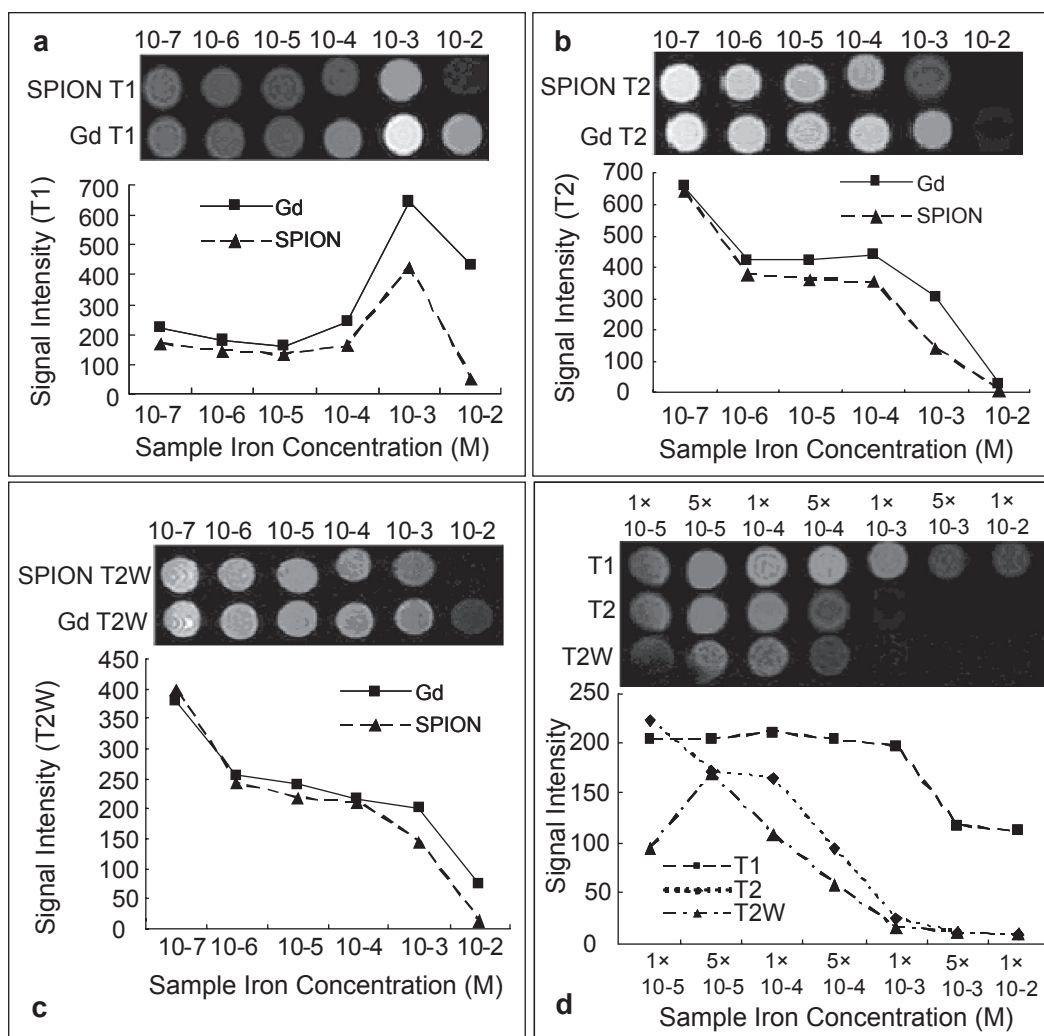 a
10-7 10-6 10-5 10-4 10-3 10-2
SPION T1
Gd T1
700
600
500
400
300
200
100
0
Signal Intensity (T1)
Gd
SPION
10-7 10-6 10-5 10-4 10-3 10-2
Sample Iron Concentration (M)
b
10-7 10-6 10-5 10-4 10-3 10-2
SPION T2
Gd T2
700
600
500
400
300
200
100
0
Signal Intensity (T2)
Gd
SPION
10-7 10-6 10-5 10-4 10-3 10-2
Sample Iron Concentration (M)
10-7 10-6 10-5 10-4 10-3 10-2
SPION T2W
Gd T2W
450
400
350
300
250
200
150
100
50
0
Signal Intensity (T2W)
Gd
SPION
10-7 10-6 10-5 10-4 10-3 10-2
Sample Iron Concentration (M)
c
1× 5× 1× 5× 1× 5× 1×
10-5 10-5 10-4 10-4 10-3 10-3 10-2
T1
T2
T2W
250
200
150
100
50
0
Signal Intensity
T1
T2
T2W
1× 5× 1× 5× 1× 5× 1×
10-5 10-5 10-4 10-4 10-3 10-3 10-2
Sample Iron Concentration (M)
d